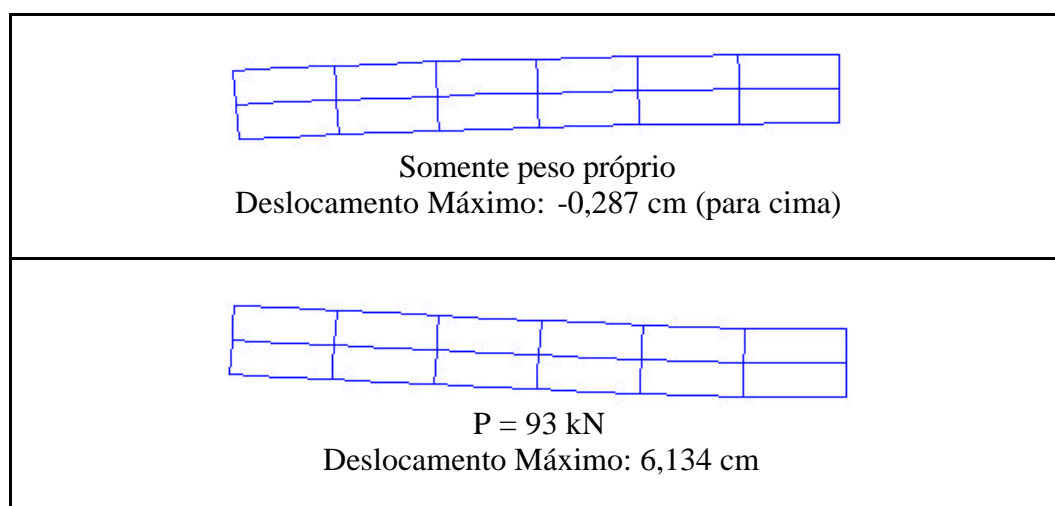 Somente peso próprio
Deslocamento Máximo: -0,287 cm (para cima)
P = 93 kN
Deslocamento Máximo: 6,134 cm